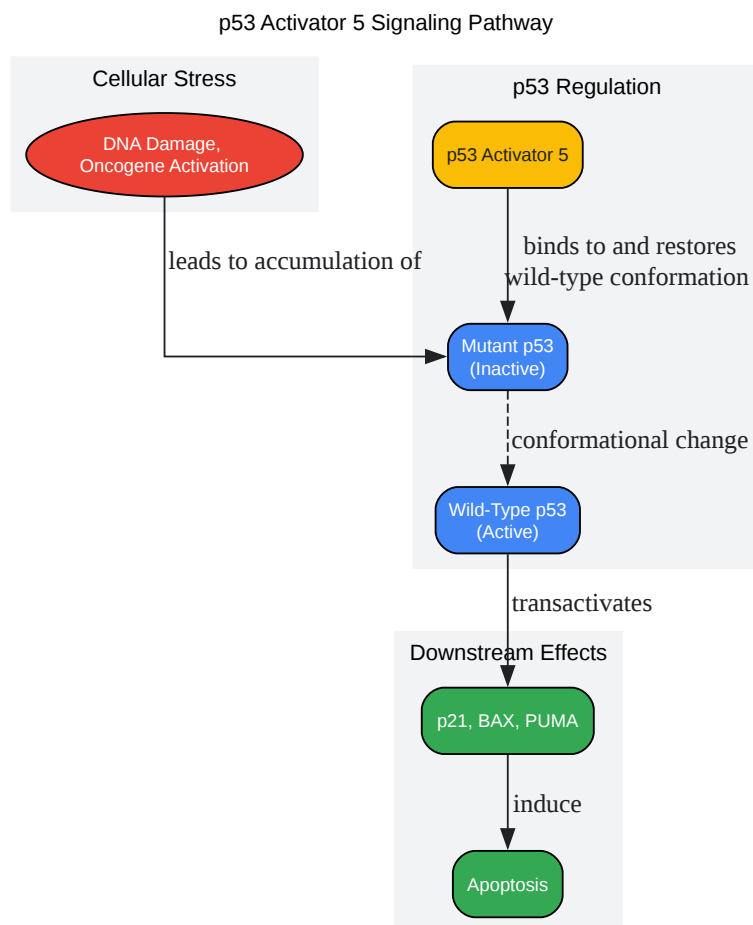 p53 Activator 5 Signaling Pathway
Cellular Stress
DNA Damage,
Oncogene Activation
leads to accumulation of
p53 Regulation
p53 Activator 5
binds to and restores
wild-type conformation
Mutant p53
(Inactive)
conformational change
Wild-Type p53
(Active)
transactivates
Downstream Effects
p21, BAX, PUMA
induce
Apoptosis